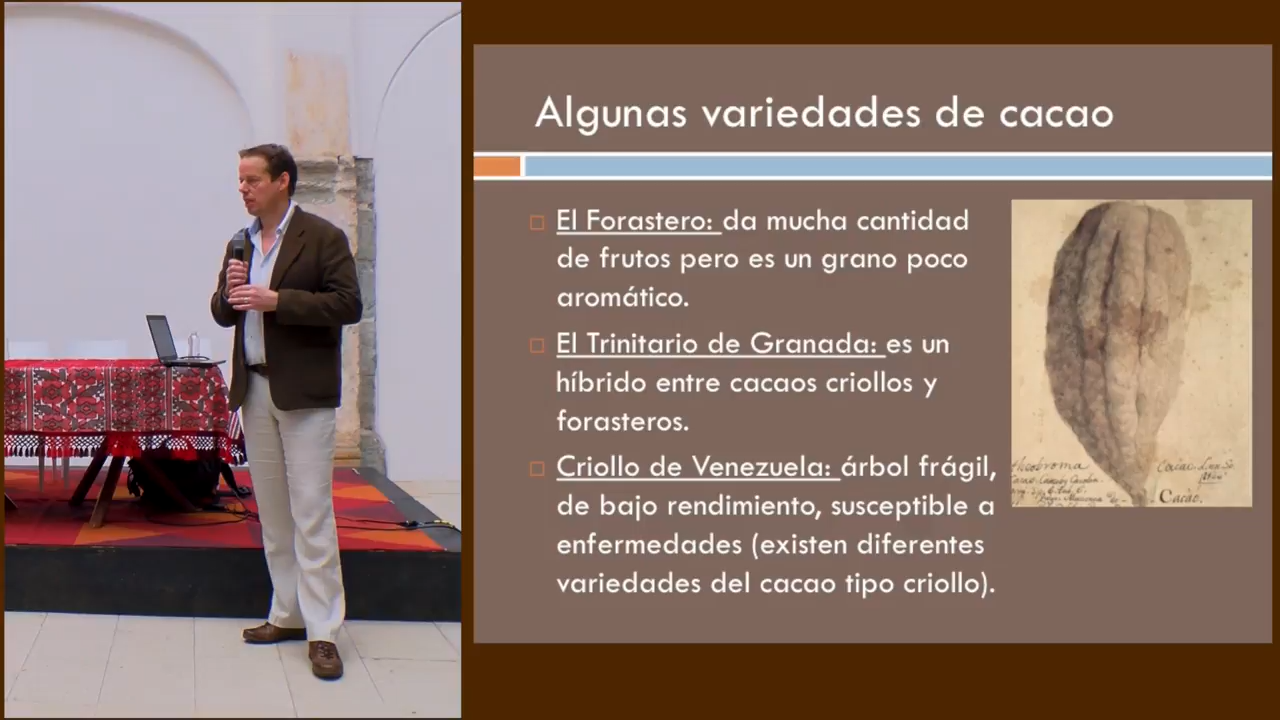 Algunas variedades de cacao
El Forastero: da mucha cantidad
de frutos pero es un grano poco
aromático.
El Trinitario de Granada: es un
híbrido entre cacaos criollos y
forasteros.
Criollo de Venezuela: árbol frágil,
de bajo rendimiento, susceptible a
enfermedades (existen diferentes
variedades del cacao tipo criollo).
theobroma
Cacao.